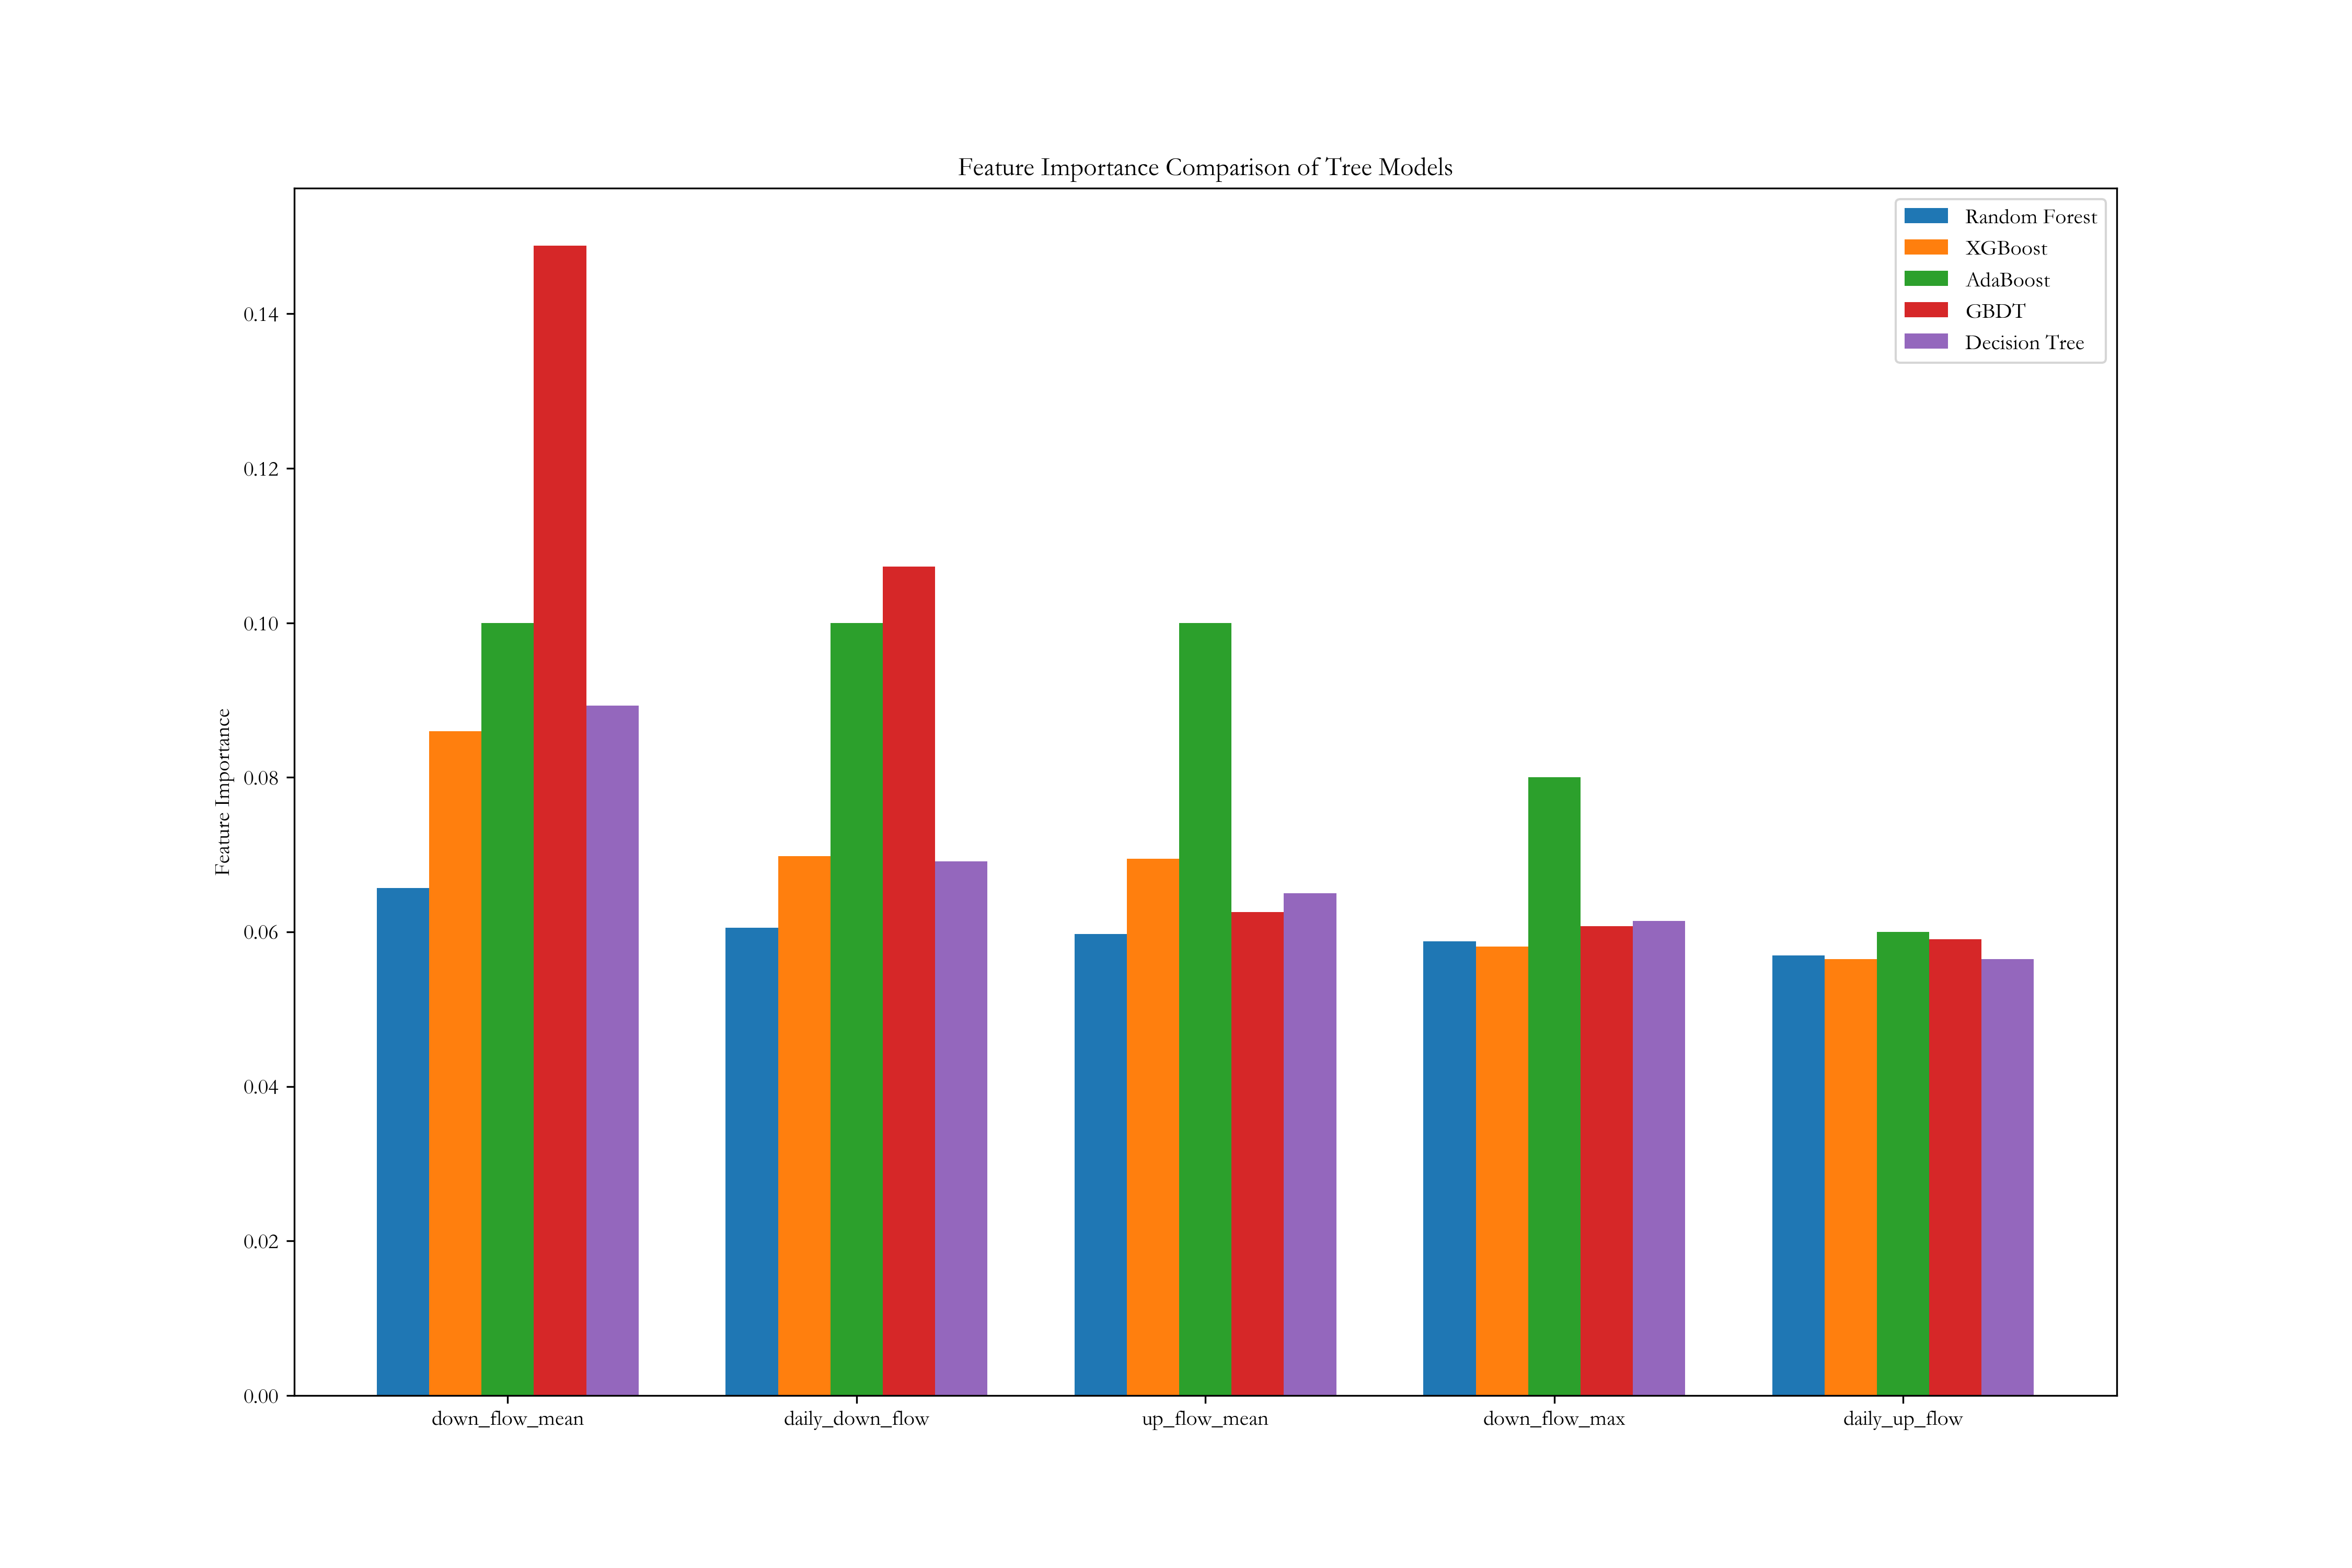 Feature Importance Comparison of Tree Models
Random Forest
XGBoost
AdaBoost
GBDT
Decision Tree
Feature Importance
0.14
0.12
0.10
0.08
0.06
0.04
0.02
0.00
down_flow_mean
daily_down_flow
up_flow_mean
down_flow_max
daily_up_flow